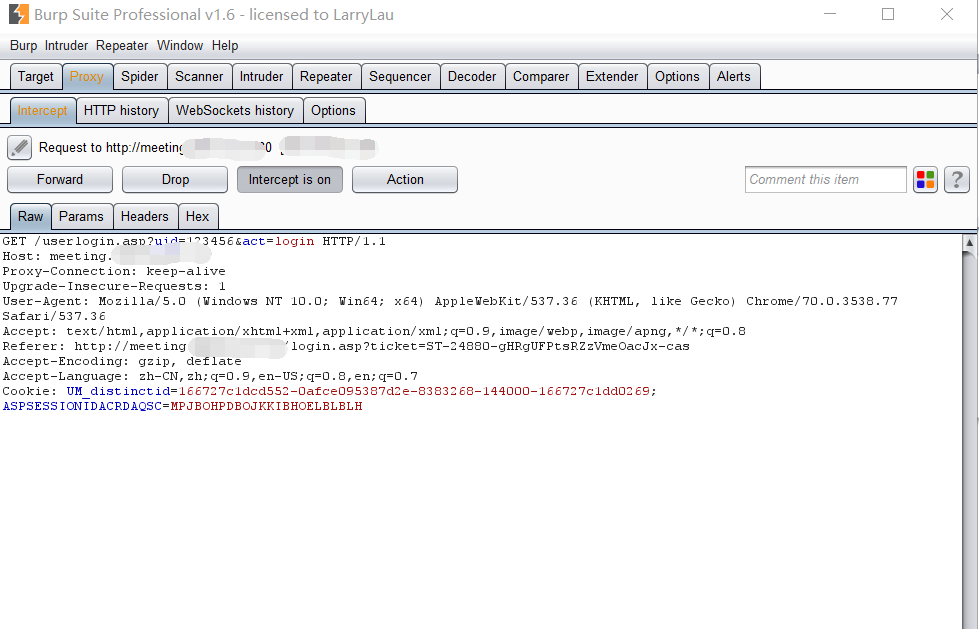 Burp Suite Professional v1.6 - licensed to LarryLau
Burp Intruder Repeater Window Help
Target Proxy Spider Scanner Intruder Repeater Sequencer Decoder Comparer Extender Options Alerts
Intercept HTTP history WebSockets history Options
Request to http://meeting 0 [
Forward Drop Intercept is on Action Comment this item ?
Raw Params Headers Hex
GET /userlogin.asp?uid=123456&act=login HTTP/1.1
Host: meeting.
Proxy-Connection: keep-alive
Upgrade-Insecure-Requests: 1
User-Agent: Mozilla/5.0 (Windows NT 10.0; Win64; x64) AppleWebKit/537.36 (KHTML, like Gecko) Chrome/70.0.3538.77
Safari/537.36
Accept: text/html,application/xhtml+xml,application/xml;q=0.9,image/webp,image/apng,*/*;q=0.8
Referer: http://meeting /login.asp?ticket=ST-24880-gHRgUFPtsRZzVmeOacJx-cas
Accept-Encoding: gzip, deflate
Accept-Language: zh-CN,zh;q=0.9,en-US;q=0.8,en;q=0.7
Cookie: UM_distinctid=166727c1dcd552-0afce095387d2e-8383268-144000-166727c1dd0269;
ASPSESSIONIDACRDAQSC=MPJBOHPDBOJKKIBHOELBLBLH